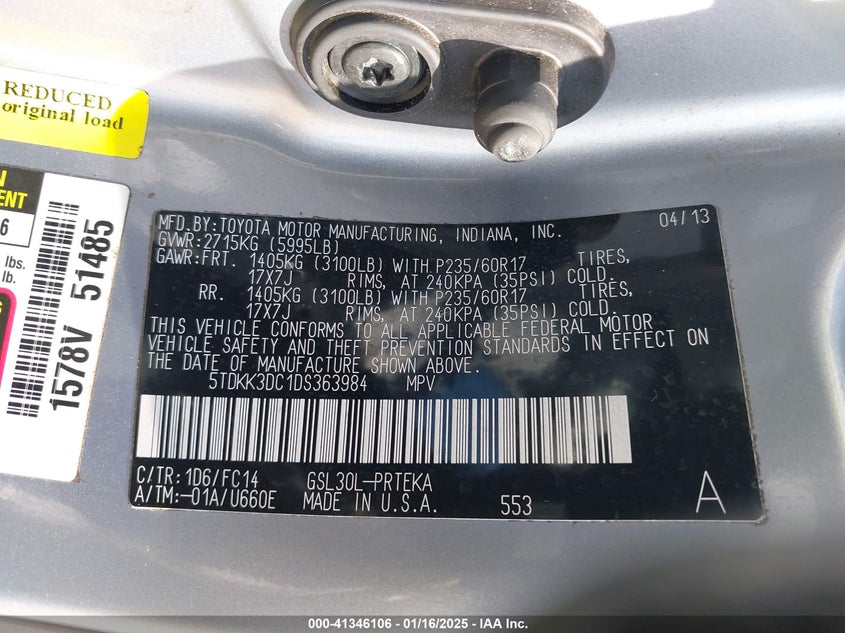 REDUCED
original load
N
ENT
6
lbs.
lb.
s
1578V 51485
MFD.BY:TOYOTA MOTOR MANUFACTURING, INDIANA, INC. 04/13
GVWR:2715KG (5995LB)
GAWR:FRT. 1405KG (3100LB) WITH P235/60R17 TIRES,
17X7J RIMS, AT 240KPA (35PSI) COLD.
RR. 1405KG (3100LB) WITH P235/60R17 TIRES,
17X7J RIMS, AT 240KPA (35PSI) COLD.
THIS VEHICLE CONFORMS TO ALL APPLICABLE FEDERAL MOTOR
VEHICLE SAFETY AND THEFT PREVENTION STANDARDS IN EFFECT ON
THE DATE OF MANUFACTURE SHOWN ABOVE.
5TDKK3DC1DS363984 MPV
C/TR:1D6/FC14 GSL30L-PRTEKA
A/TM:-01A/U660E MADE IN U.S.A. 553 A
000-41346106 - 01/16/2025 - IAA Inc.